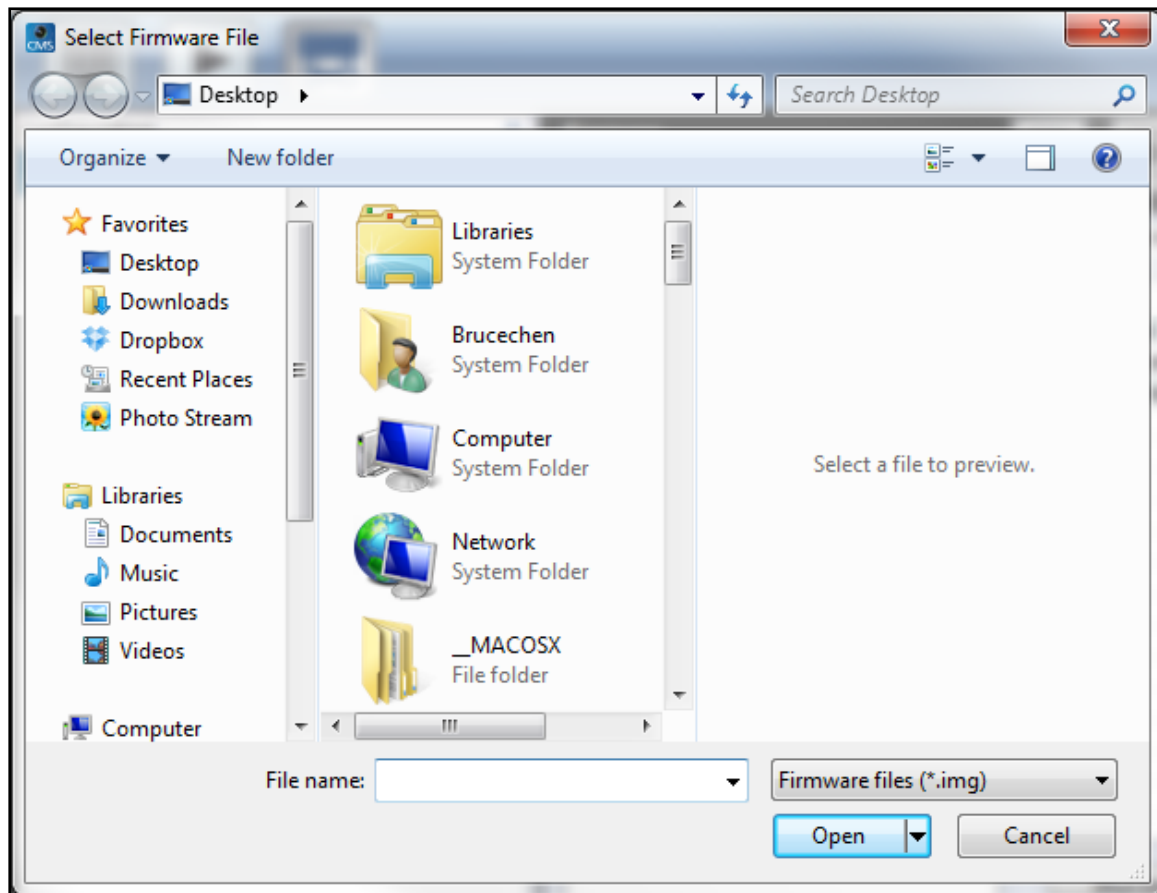 CMS Select Firmware File
Desktop
Search Desktop
Organize New folder
Favorites
Desktop
Downloads
Dropbox
Recent Places
Photo Stream
Libraries
Documents
Music
Pictures
Videos
Computer
Libraries
System Folder
Brucechen
System Folder
Computer
System Folder
Network
System Folder
__MACOSX
File folder
Select a file to preview.
File name:
Firmware files (*.img)
Open Cancel